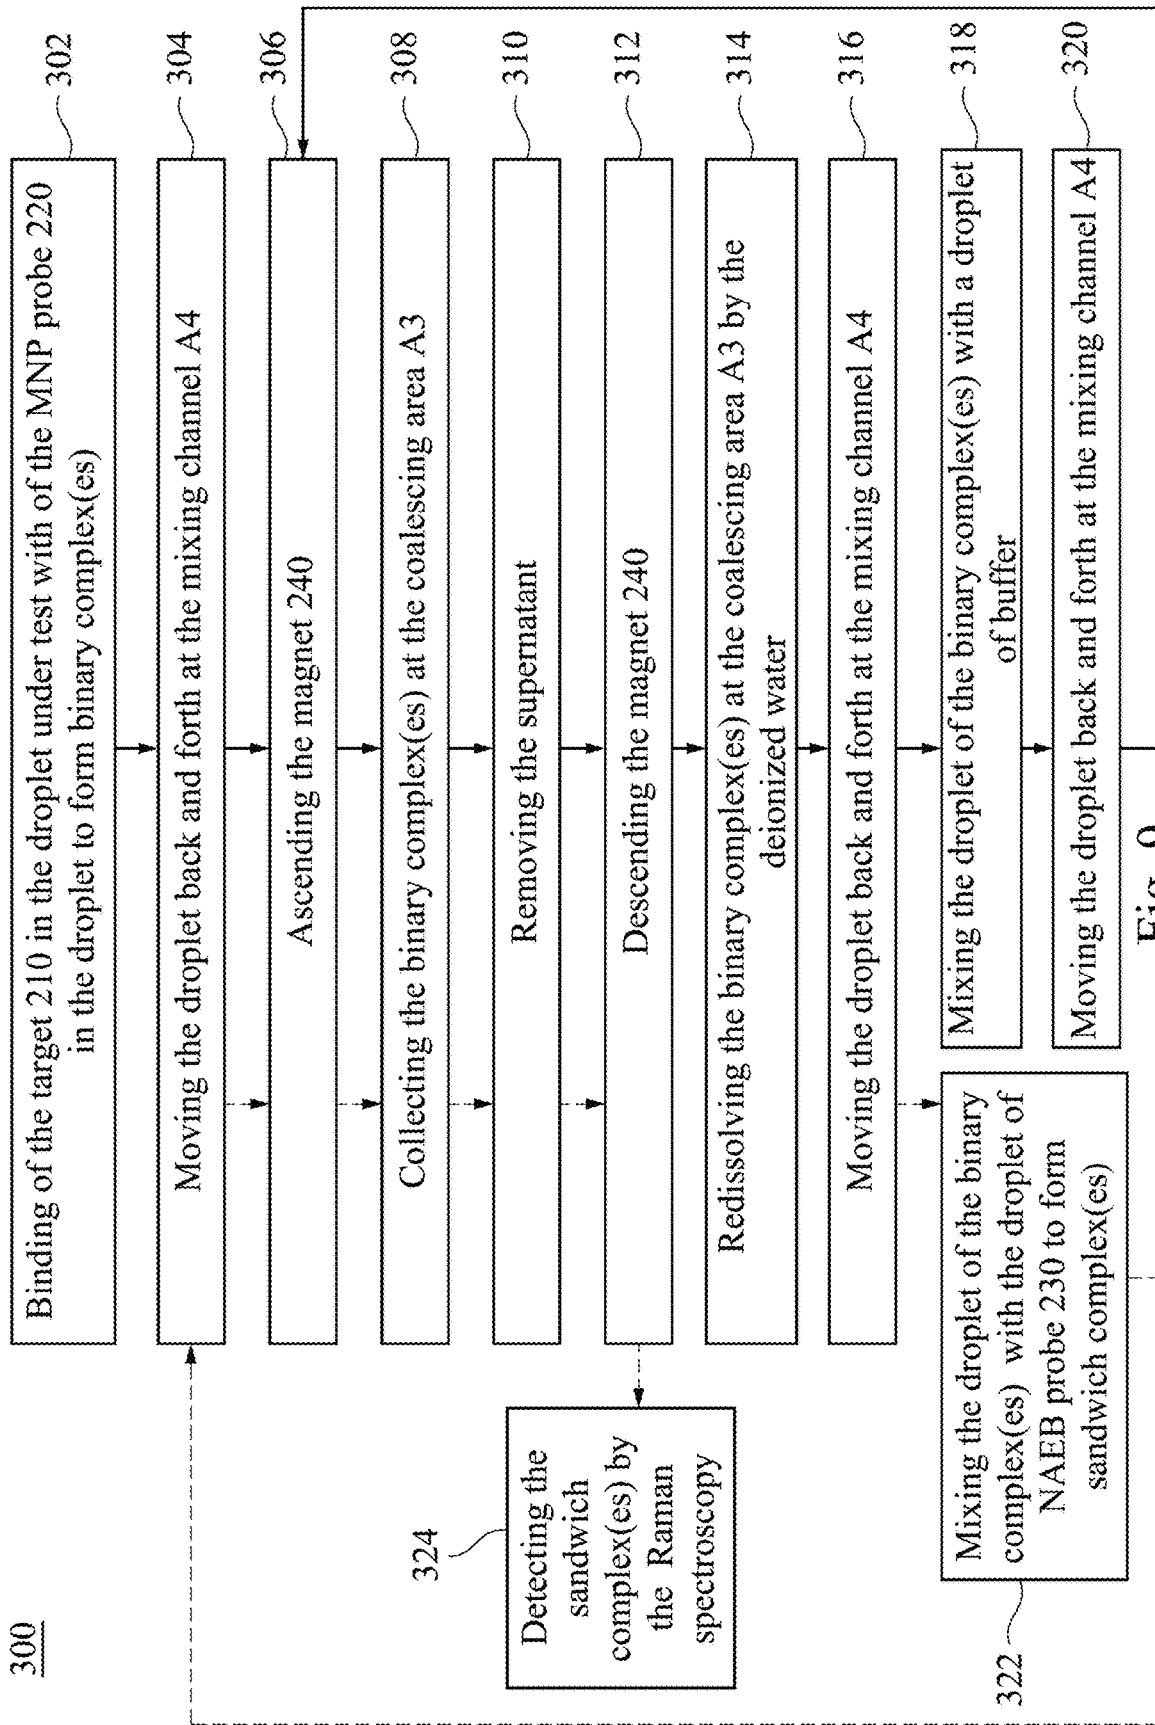 300
Binding of the target 210 in the droplet under test with of the MNP probe 220
in the droplet to form binary complex(es)
302
Moving the droplet back and forth at the mixing channel A4
304
Ascending the magnet 240
306
Collecting the binary complex(es) at the coalescing area A3
308
Removing the supernatant
310
Descending the magnet 240
312
Redissolving the binary complex(es) at the coalescing area A3 by the
deionized water
314
Moving the droplet back and forth at the mixing channel A4
316
Mixing the droplet of the binary complex(es) with a droplet
of buffer
318
Moving the droplet back and forth at the mixing channel A4
320
Detecting the
sandwich
complex(es) by
the Raman
spectroscopy
324
Mixing the droplet of the binary
complex(es) with the droplet of
NAEB probe 230 to form
sandwich complex(es)
322